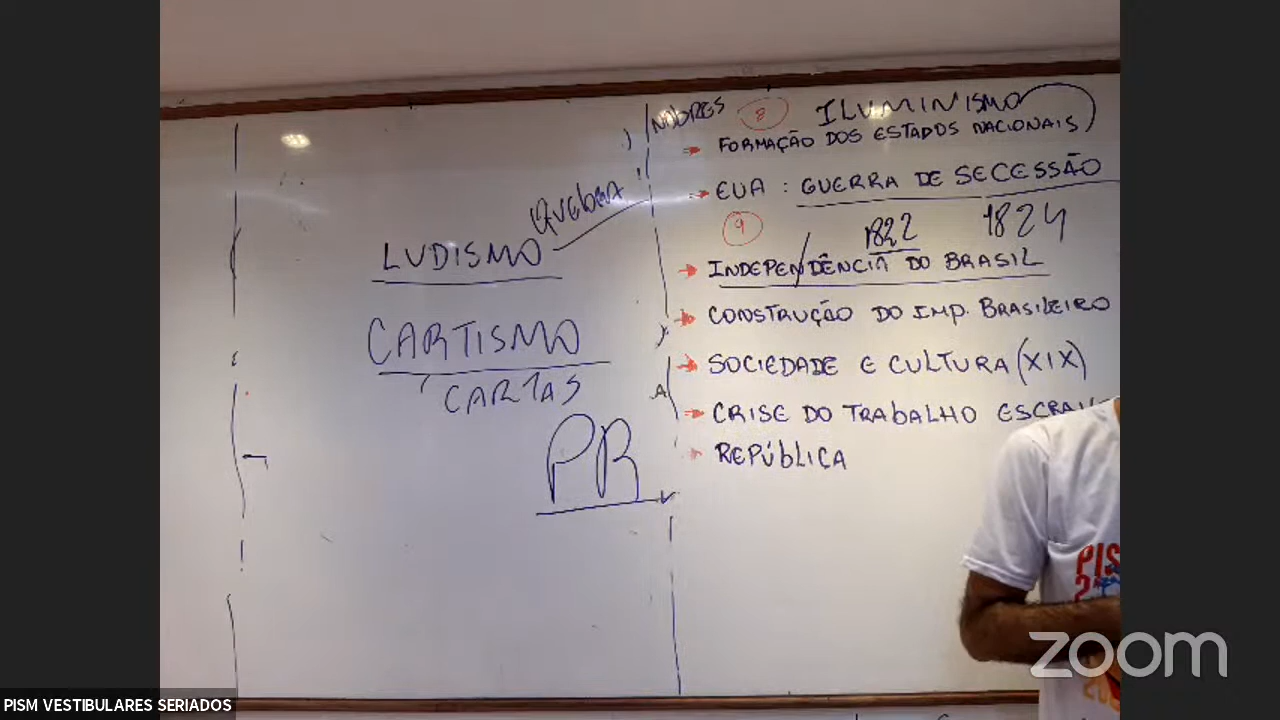 QUEBRA
LUDISMO
CARTISMO
CARTAS
PR
NOBRES
8 ILUMINISMO
FORMAÇÃO DOS ESTADOS NACIONAIS
EUA : GUERRA DE SECESSÃO
9 1822 1824
INDEPENDÊNCIA DO BRASIL
CONSTRUÇÃO DO IMP. BRASILEIRO
SOCIEDADE E CULTURA (XIX)
A
CRISE DO TRABALHO
REPÚBLICA
PIS
zoom
PISM VESTIBULARES SERIADOS